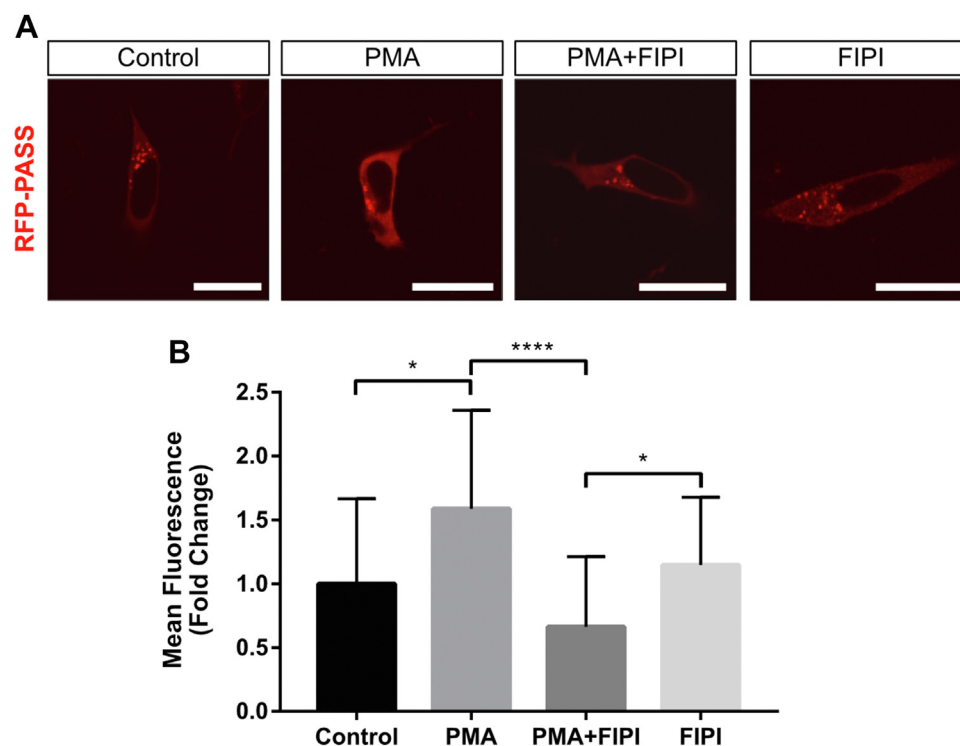 A
Control
PMA
PMA+FIPI
FIPI
RFP-PASS
B
Mean Fluorescence
(Fold Change)
2.5
2.0
1.5
1.0
0.5
0.0
*
****
*
Control
PMA
PMA+FIPI
FIPI